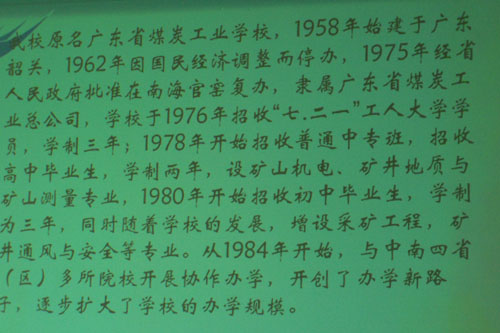 我校原名广东省煤炭工业学校，1958年始建于广东
韶关，1962年因国民经济调整而停办，1975年经省
人民政府批准在南海官窑复办，隶属广东省煤炭工
业总公司，学校于1976年招收“七.二一”工人大学学
员，学制三年；1978年开始招收普通中专班，招收
高中毕业生，学制两年，设矿山机电、矿井地质与
矿山测量专业，1980年开始招收初中毕业生，学制
为三年，同时随着学校的发展，增设采矿工程，矿
井通风与安全等专业。从1984年开始，与中南四省
（区）多所院校开展协作办学，开创了办学新路
子，逐步扩大了学校的办学规模。